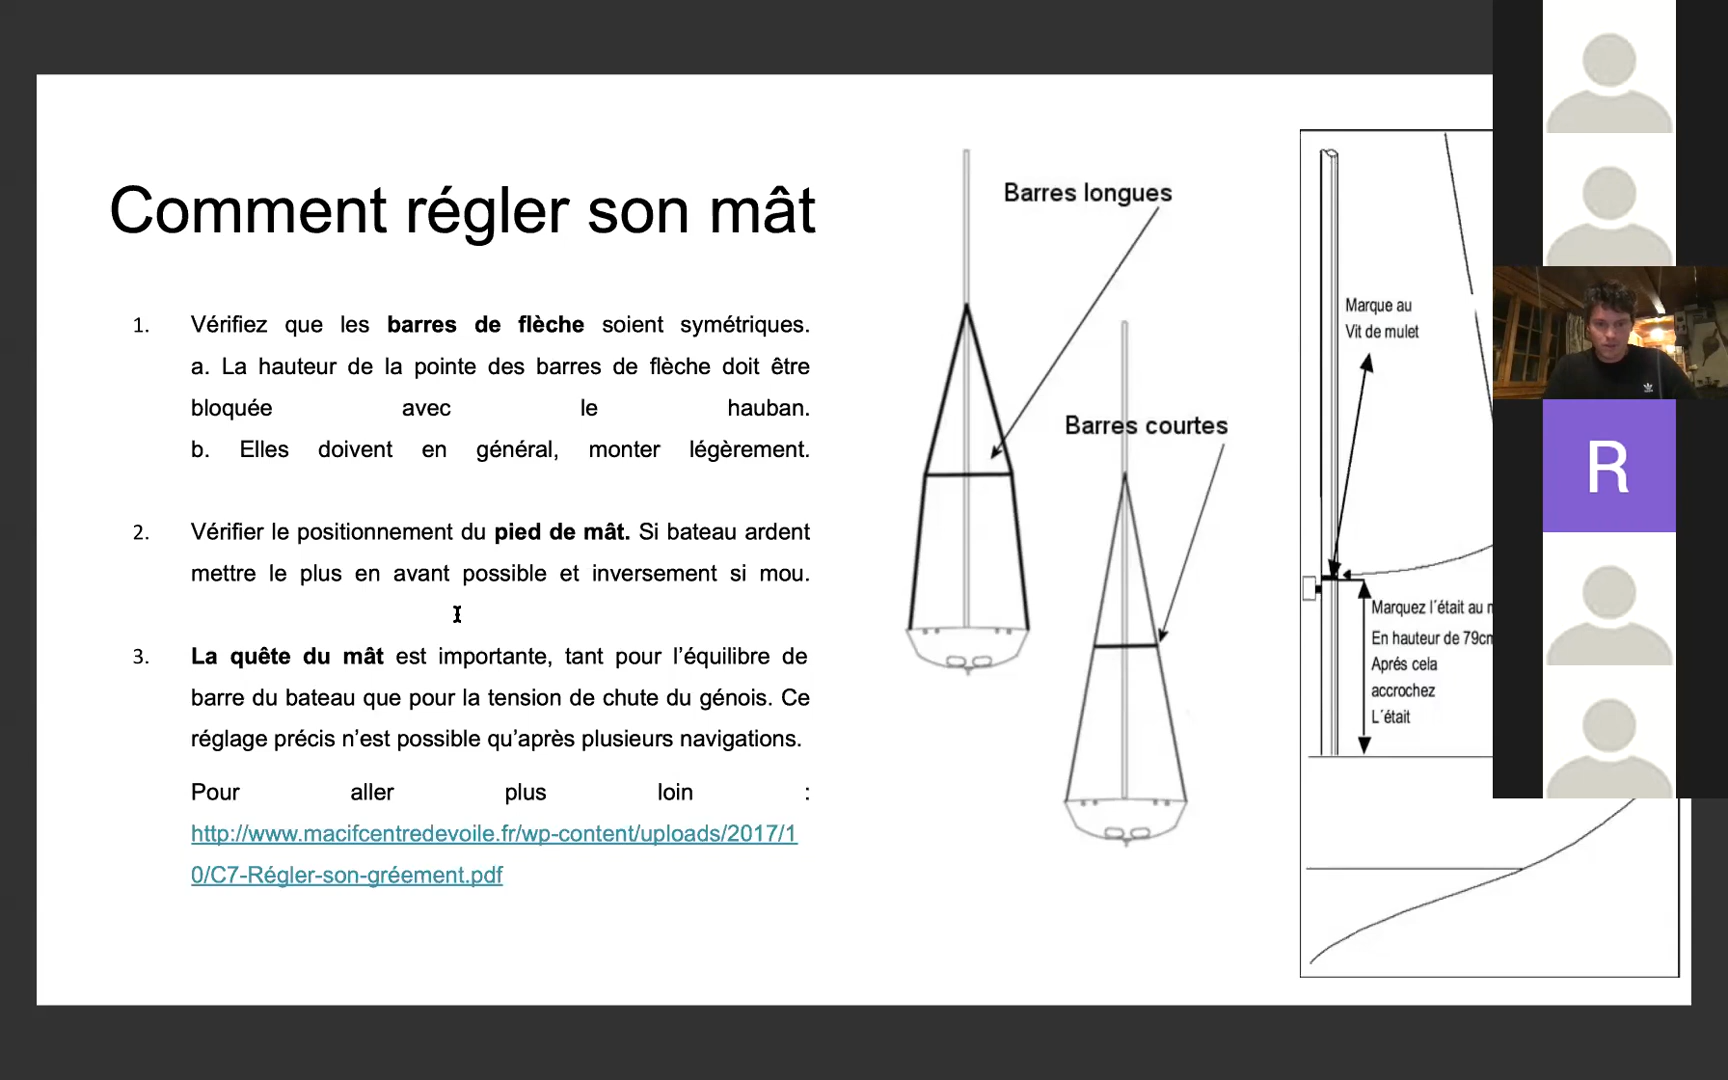 Comment régler son mât
1. Vérifiez que les barres de flèche soient symétriques.
a. La hauteur de la pointe des barres de flèche doit être
bloquée avec le hauban.
b. Elles doivent en général, monter légèrement.
2. Vérifier le positionnement du pied de mât. Si bateau ardent
mettre le plus en avant possible et inversement si mou.
3. La quête du mât est importante, tant pour l’équilibre de
barre du bateau que pour la tension de chute du génois. Ce
réglage précis n’est possible qu’après plusieurs navigations.
Pour aller plus loin :
http://www.macifcentredevoile.fr/wp-content/uploads/2017/1
0/C7-Régler-son-gréement.pdf
Barres longues
Barres courtes
Marque au
Vit de mulet
Marquez l´était au
En hauteur de 79cm
Aprés cela
accrochez
L´était
R